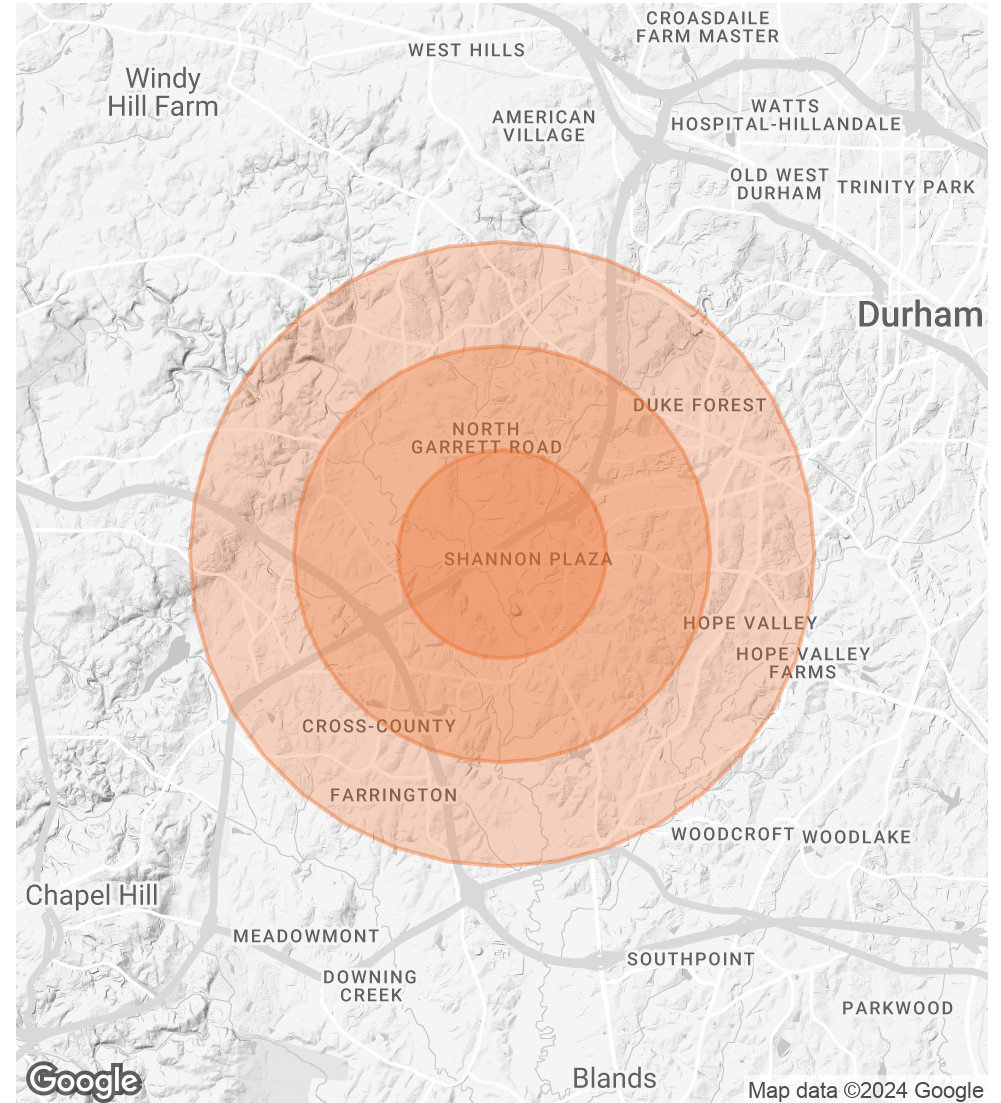 CROASDAILE
FARM MASTER
WEST HILLS
Windy
Hill Farm
AMERICAN
VILLAGE
WATTS
HOSPITAL-HILLANDALE
OLD WEST
DURHAM
TRINITY PARK
Durham
DUKE FOREST
NORTH
GARRETT ROAD
SHANNON PLAZA
HOPE VALLEY
HOPE VALLEY
FARMS
CROSS-COUNTY
FARRINGTON
WOODCROFT
WOODLAKE
Chapel Hill
MEADOWMONT
SOUTHPOINT
DOWNING
CREEK
PARKWOOD
Blands
Google
Map data ©2024 Google